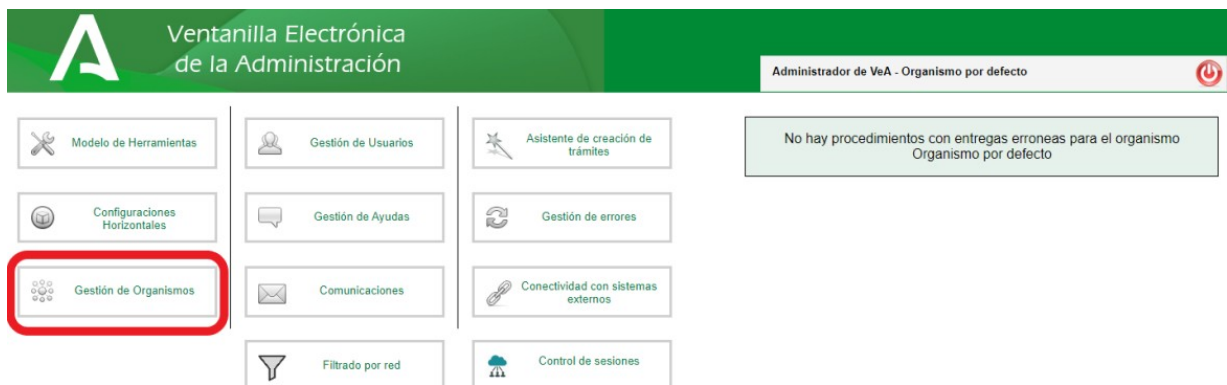 Ventanilla Electrónica
de la Administración
Administrador de VeA - Organismo por defecto
Modelo de Herramientas
Gestión de Usuarios
Asistente de creación de
trámites
No hay procedimientos con entregas erroneas para el organismo
Organismo por defecto
Configuraciones
Horizontales
Gestión de Ayudas
Gestión de errores
Gestión de Organismos
Comunicaciones
Conectividad con sistemas
externos
Filtrado por red
Control de sesiones